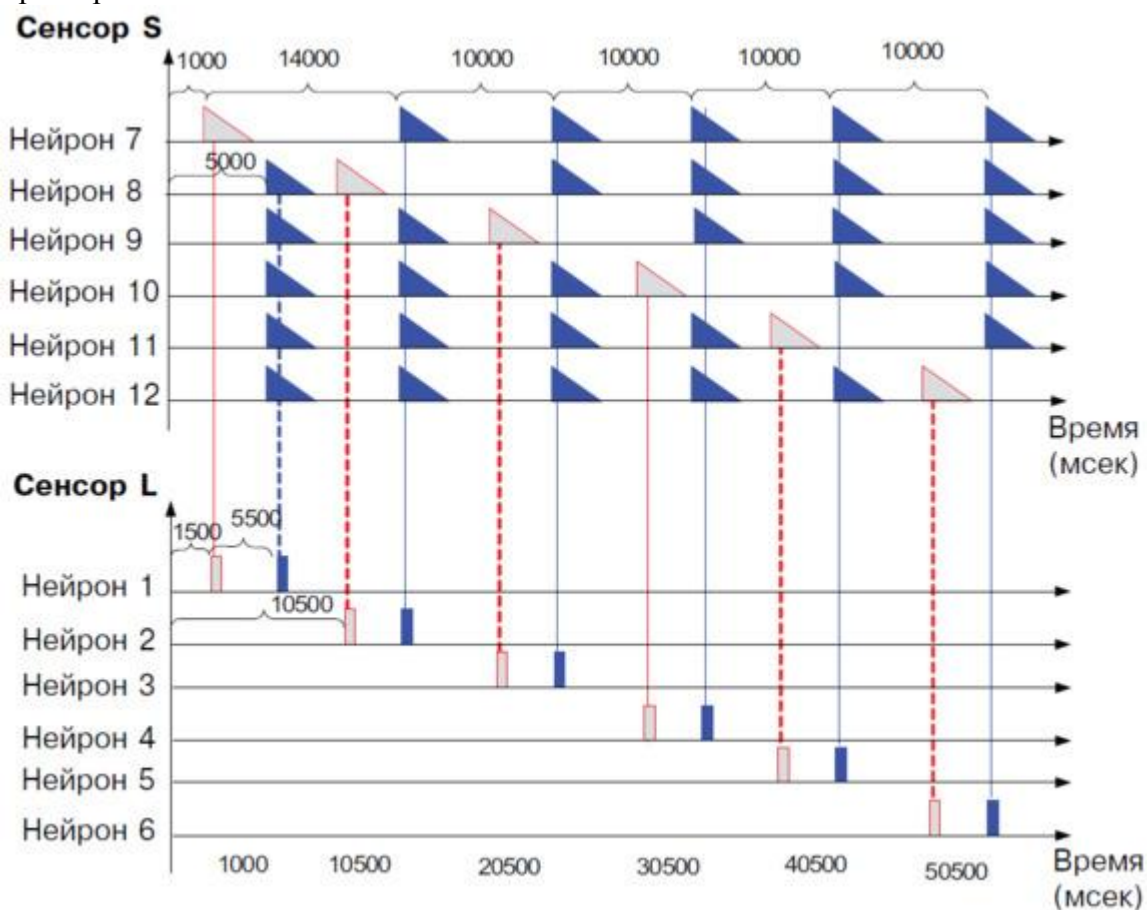 Сенсор S
1000 14000 10000 10000 10000 10000
Нейрон 7
5000
Нейрон 8
Нейрон 9
Нейрон 10
Нейрон 11
Нейрон 12
Время
(мсек)
Сенсор L
1500 5500
Нейрон 1
10500
Нейрон 2
Нейрон 3
Нейрон 4
Нейрон 5
Нейрон 6
1000 10500 20500 30500 40500 50500
Время
(мсек)